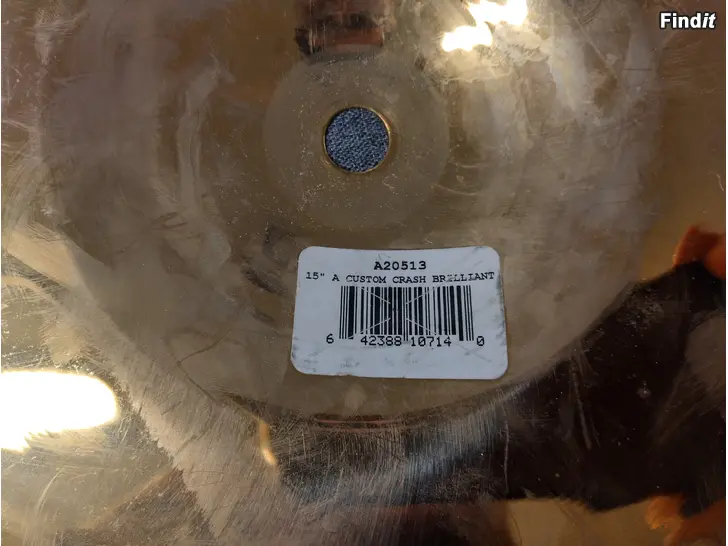 Findit
A20513
15" A CUSTOM CRASH BRILLIANT
6 42388 10714 0